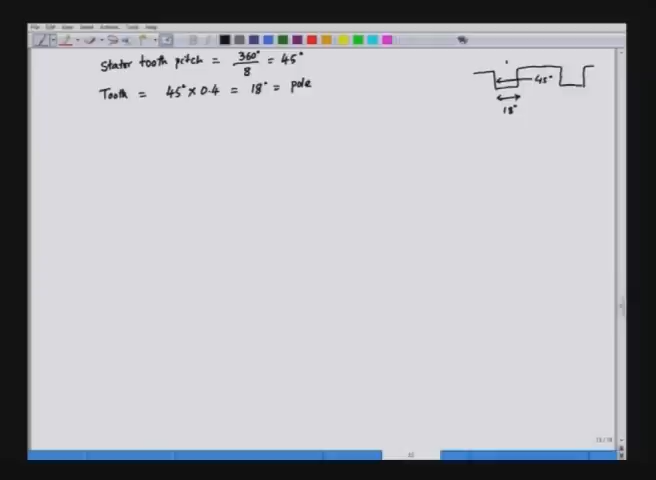 Stator tooth pitch = 360°/8 = 45°
Tooth = 45° × 0.4 = 18° = pole
45°
18°